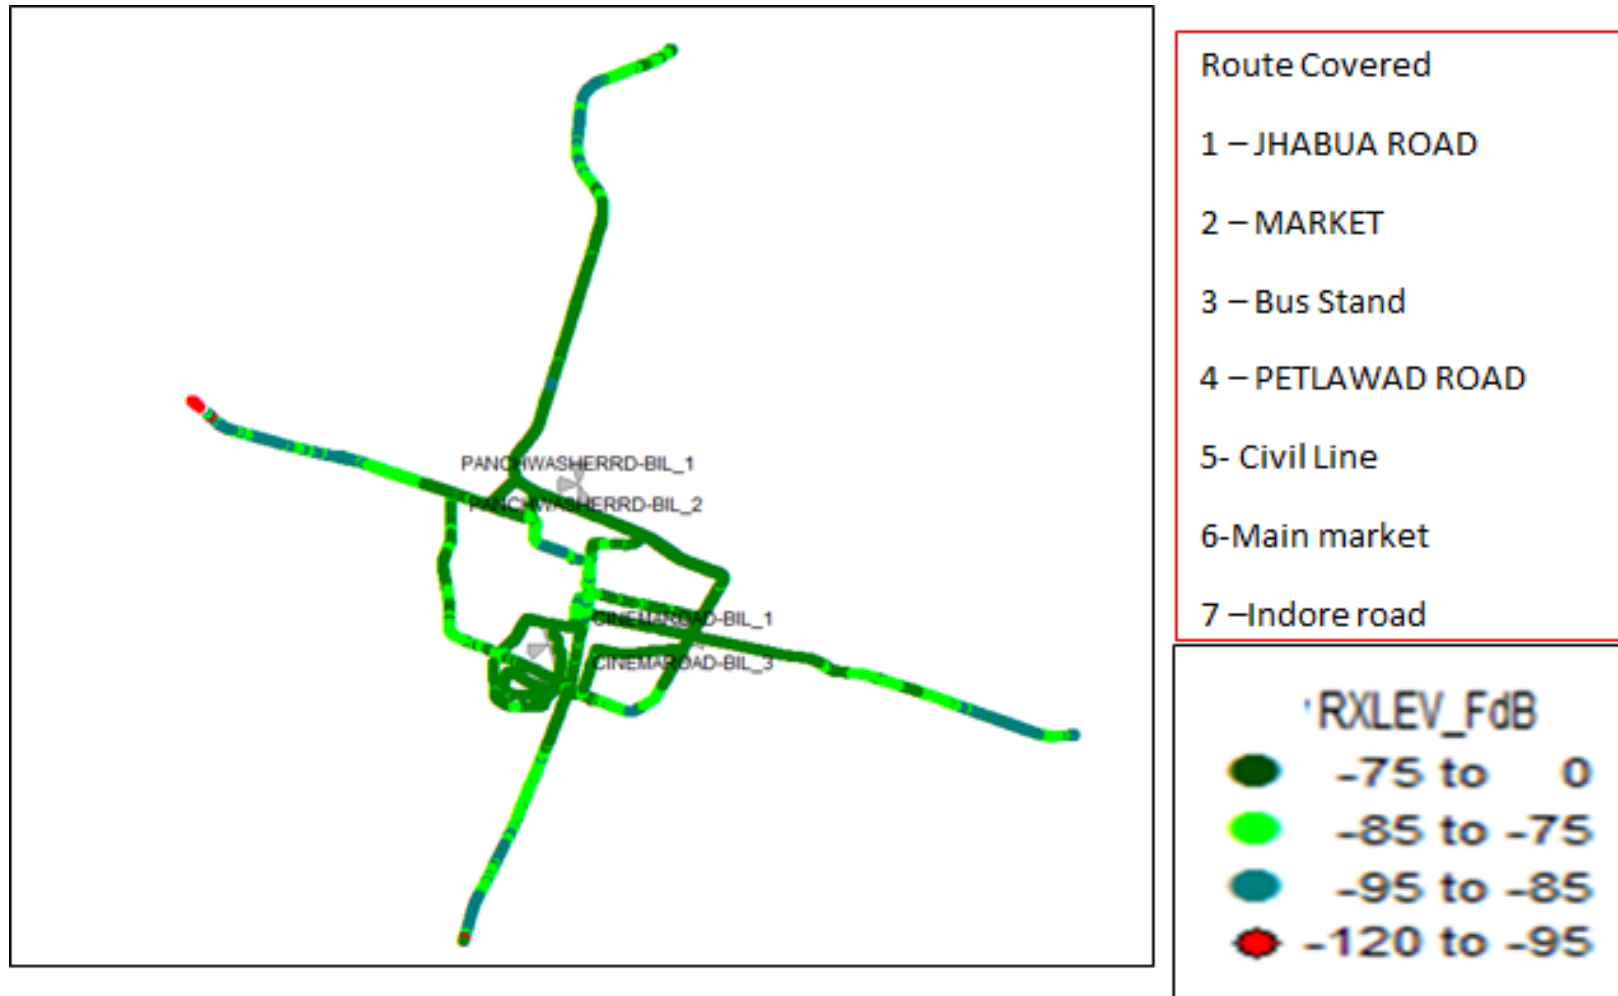 PANCHWASHERRD-BIL_1
PANCHWASHERRD-BIL_2
CINEMAROAD-BIL_1
CINEMAROAD-BIL_3
Route Covered
1 – JHABUA ROAD
2 – MARKET
3 – Bus Stand
4 – PETLAWAD ROAD
5- Civil Line
6-Main market
7 –Indore road
RXLEV_FdB
-75 to 0
-85 to -75
-95 to -85
-120 to -95